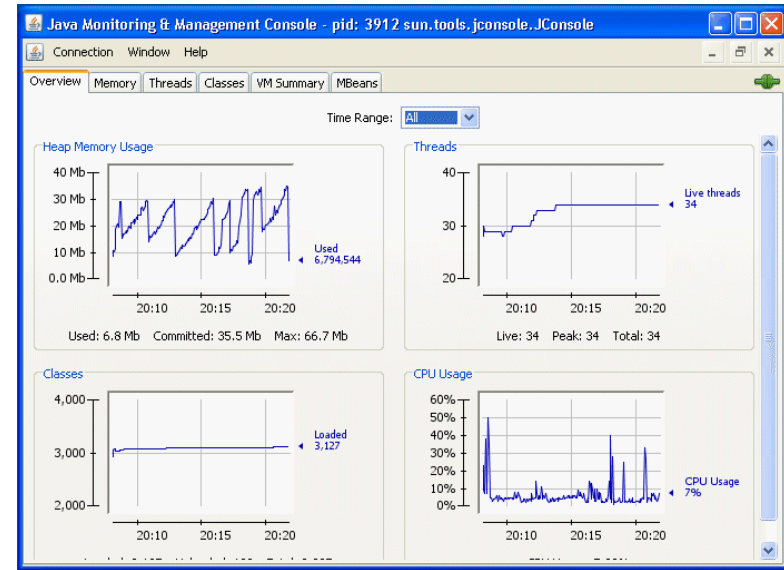 Java Monitoring & Management Console - pid: 3912 sun.tools.jconsole.JConsole
Connection Window Help
Overview Memory Threads Classes VM Summary MBeans
Time Range: All
Heap Memory Usage
40 Mb
30 Mb
20 Mb
10 Mb
0.0 Mb
Used
6,794,544
20:10 20:15 20:20
Used: 6.8 Mb Committed: 35.5 Mb Max: 66.7 Mb
Threads
40
30
20
Live threads
34
20:10 20:15 20:20
Live: 34 Peak: 34 Total: 34
Classes
4,000
3,000
2,000
Loaded
3,127
20:10 20:15 20:20
CPU Usage
60%
50%
40%
30%
20%
10%
0%
CPU Usage
7%
20:10 20:15 20:20